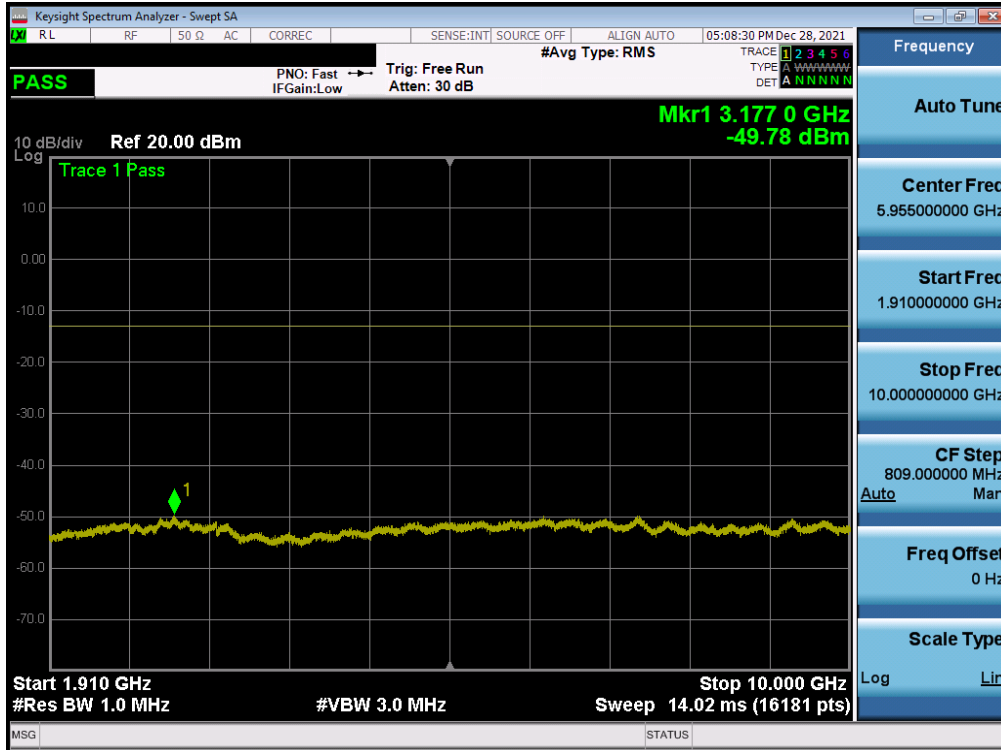 Keysight Spectrum Analyzer - Swept SA
LXI RL RF 50 Ω AC CORREC SENSE:INT SOURCE OFF ALIGN AUTO 05:08:30 PM Dec 28, 2021
#Avg Type: RMS
TRACE 1 2 3 4 5 6
TYPE A WWWWW
DET A N N N N N
PASS
PNO: Fast
IFGain:Low
Trig: Free Run
Atten: 30 dB
Mkr1 3.177 0 GHz
-49.78 dBm
10 dB/div Ref 20.00 dBm
Log
Trace 1 Pass
10.0
0.00
-10.0
-20.0
-30.0
-40.0
1
-50.0
-60.0
-70.0
Start 1.910 GHz Stop 10.000 GHz
#Res BW 1.0 MHz #VBW 3.0 MHz Sweep 14.02 ms (16181 pts)
MSG STATUS
Frequency
Auto Tune
Center Freq
5.955000000 GHz
Start Freq
1.910000000 GHz
Stop Freq
10.000000000 GHz
CF Step
809.000000 MHz
Auto Man
Freq Offset
0 Hz
Scale Type
Log Lin